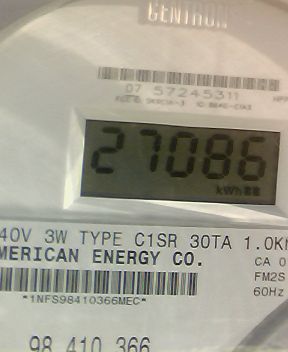 CENTRON
07 57245311
27086
kWh
40V 3W TYPE C1SR 30TA 1.0K
MERICAN ENERGY CO. CA 0
FM2S
*1NFS98410366MEC* 60Hz
98 410 366